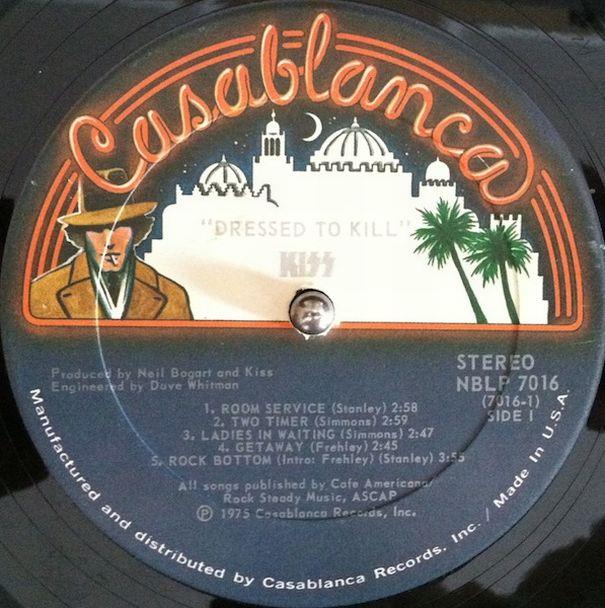 Casablanca
"DRESSED TO KILL"
KISS
Produced by Neil Bogart and Kiss
Engineered by Dave Whitman
STEREO
NBLP 7016
(7016-1)
SIDE 1
1. ROOM SERVICE (Stanley) 2:58
2. TWO TIMER (Simmons) 2:59
3. LADIES IN WAITING (Simmons) 2:47
4. GETAWAY (Frehley) 2:45
5. ROCK BOTTOM (Intro: Frehley) (Stanley) 3:55
All songs published by Cafe Americana/
Rock Steady Music, ASCAP
℗ 1975 Casablanca Records, Inc.
Manufactured and distributed by Casablanca Records, Inc. / Made In U.S.A.